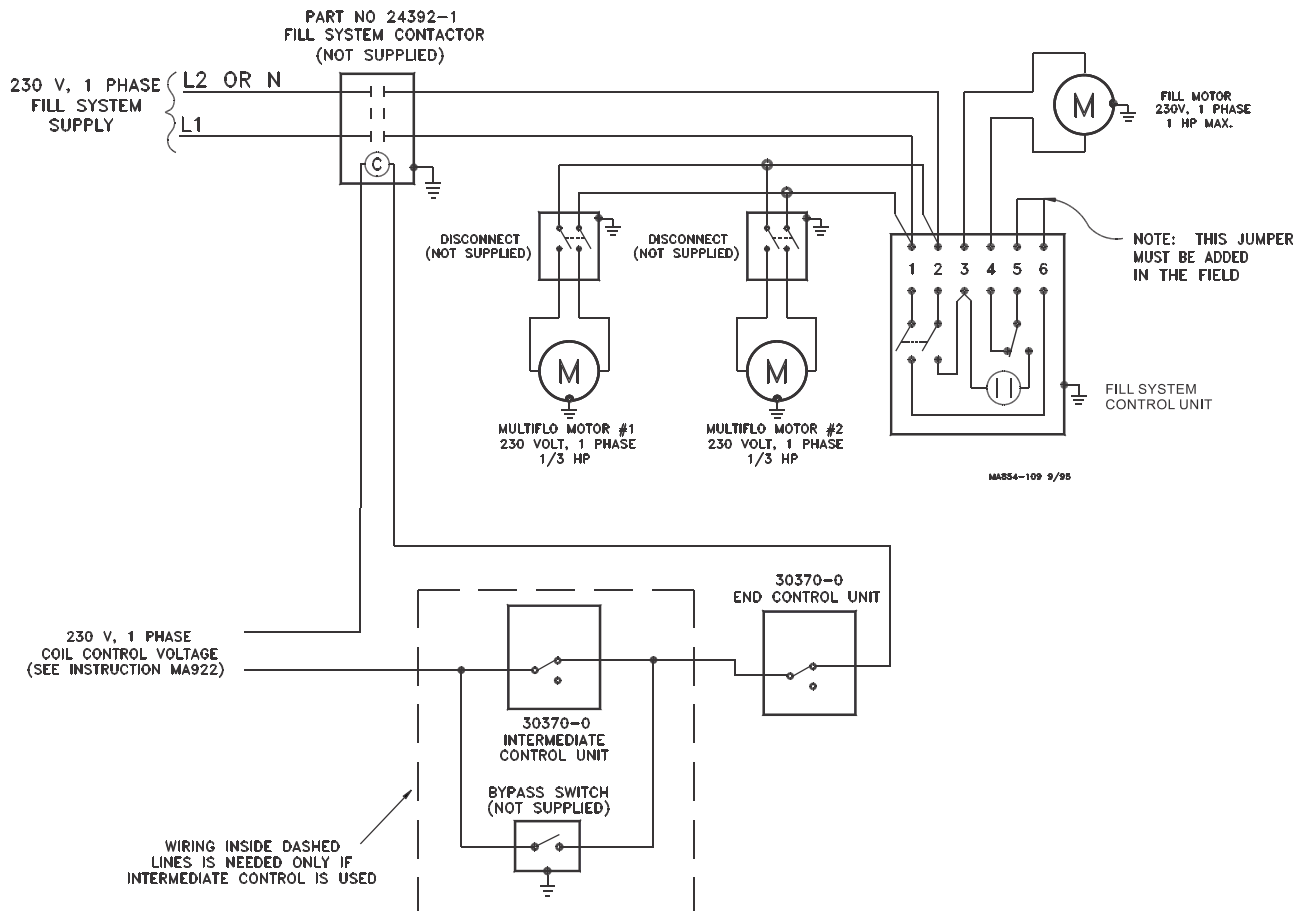 PART NO 24392-1
FILL SYSTEM CONTACTOR
(NOT SUPPLIED)
230 V, 1 PHASE
FILL SYSTEM
SUPPLY
L2 OR N
L1
C
M
FILL MOTOR
230V, 1 PHASE
1 HP MAX.
DISCONNECT
(NOT SUPPLIED)
DISCONNECT
(NOT SUPPLIED)
NOTE: THIS JUMPER
MUST BE ADDED
IN THE FIELD
1 2 3 4 5 6
M
M
FILL SYSTEM
CONTROL UNIT
MULTIFLO MOTOR #1
230 VOLT, 1 PHASE
1/3 HP
MULTIFLO MOTOR #2
230 VOLT, 1 PHASE
1/3 HP
MA854-109 9/95
30370-0
END CONTROL UNIT
230 V, 1 PHASE
COIL CONTROL VOLTAGE
(SEE INSTRUCTION MA922)
30370-0
INTERMEDIATE
CONTROL UNIT
BYPASS SWITCH
(NOT SUPPLIED)
WIRING INSIDE DASHED
LINES IS NEEDED ONLY IF
INTERMEDIATE CONTROL IS USED